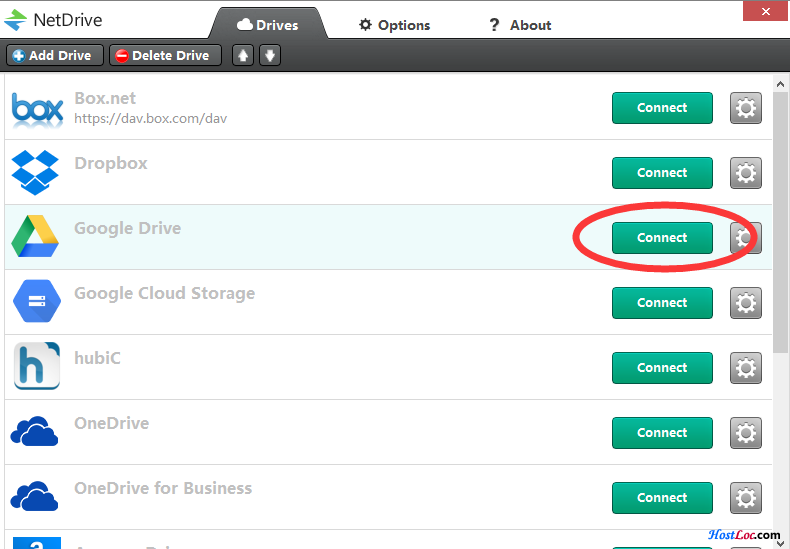 NetDrive
Drives
Options
? About
Add Drive
Delete Drive
box
Box.net
https://dav.box.com/dav
Connect
Dropbox
Connect
Google Drive
Connect
Google Cloud Storage
Connect
h
hubiC
Connect
OneDrive
Connect
OneDrive for Business
Connect
HostLoc.com